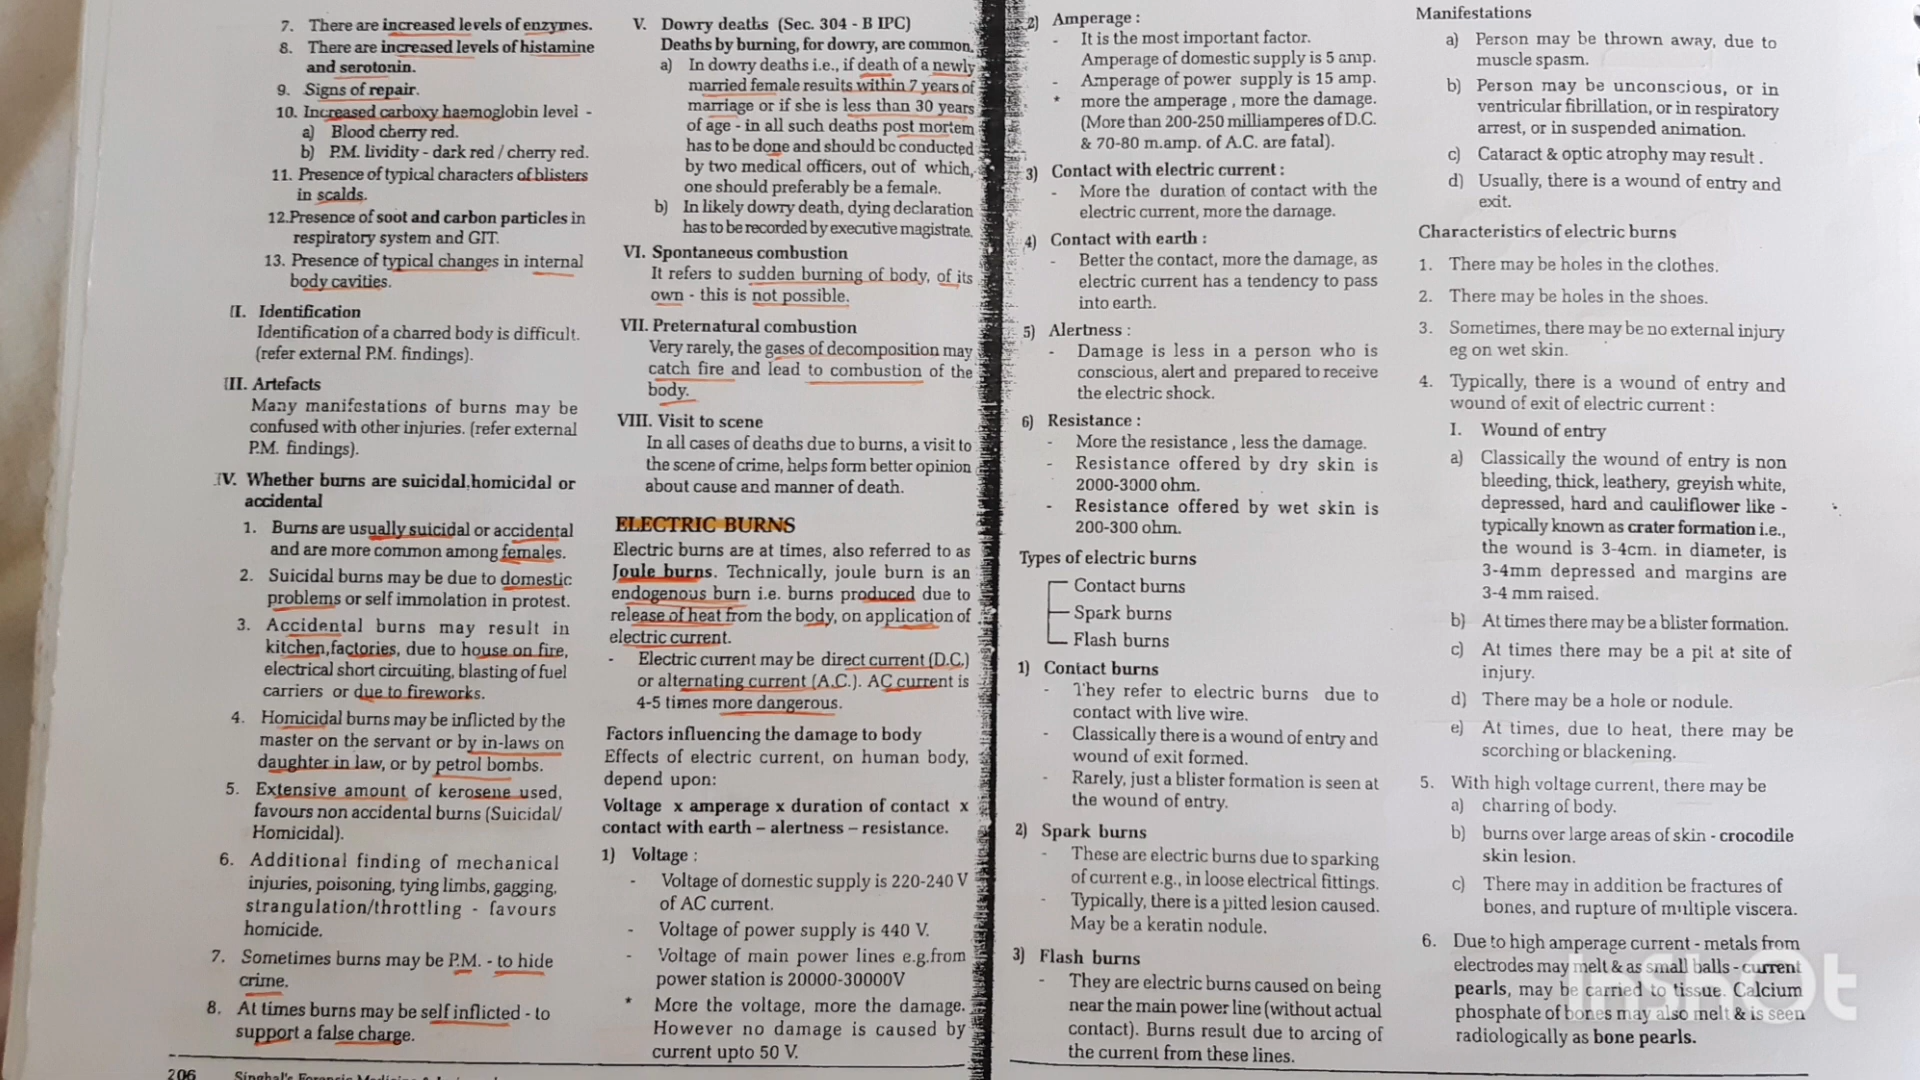 7. There are increased levels of enzymes.
8. There are increased levels of histamine
and serotonin.
9. Signs of repair.
10. Increased carboxy haemoglobin level -
a) Blood cherry red.
b) P.M. lividity - dark red / cherry red.
11. Presence of typical characters of blisters
in scalds.
12.Presence of soot and carbon particles in
respiratory system and GIT.
13. Presence of typical changes in internal
body cavities.
II. Identification
Identification of a charred body is difficult.
(refer external P.M. findings).
III. Artefacts
Many manifestations of burns may be
confused with other injuries. (refer external
P.M. findings).
IV. Whether burns are suicidal,homicidal or
accidental
1. Burns are usually suicidal or accidental
and are more common among females.
2. Suicidal burns may be due to domestic
problems or self immolation in protest.
3. Accidental burns may result in
kitchen,factories, due to house on fire,
electrical short circuiting, blasting of fuel
carriers or due to fireworks.
4. Homicidal burns may be inflicted by the
master on the servant or by in-laws on
daughter in law, or by petrol bombs.
5. Extensive amount of kerosene used,
favours non accidental burns (Suicidal/
Homicidal).
6. Additional finding of mechanical
injuries, poisoning, tying limbs, gagging,
strangulation/throttling - favours
homicide.
7. Sometimes burns may be P.M. - to hide
crime.
8. At times burns may be self inflicted - to
support a false charge.
206 Singhal's Forensic Medicine &
V. Dowry deaths (Sec. 304 - B IPC)
Deaths by burning, for dowry, are common.
a) In dowry deaths i.e., if death of a newly
married female results within 7 years of
marriage or if she is less than 30 years
of age - in all such deaths post mortem
has to be done and should be conducted
by two medical officers, out of which,
one should preferably be a female.
b) In likely dowry death, dying declaration
has to be recorded by executive magistrate.
VI. Spontaneous combustion
It refers to sudden burning of body, of its
own - this is not possible.
VII. Preternatural combustion
Very rarely, the gases of decomposition may
catch fire and lead to combustion of the
body.
VIII. Visit to scene
In all cases of deaths due to burns, a visit to
the scene of crime, helps form better opinion
about cause and manner of death.
ELECTRIC BURNS
Electric burns are at times, also referred to as
Joule burns. Technically, joule burn is an
endogenous burn i.e. burns produced due to
release of heat from the body, on application of
electric current.
- Electric current may be direct current (D.C.)
or alternating current (A.C.). AC current is
4-5 times more dangerous.
Factors influencing the damage to body
Effects of electric current, on human body,
depend upon:
Voltage x amperage x duration of contact x
contact with earth – alertness – resistance.
1) Voltage :
- Voltage of domestic supply is 220-240 V
of AC current.
- Voltage of power supply is 440 V.
- Voltage of main power lines e.g.from
power station is 20000-30000V
* More the voltage, more the damage.
However no damage is caused by
current upto 50 V.
2) Amperage :
- It is the most important factor.
Amperage of domestic supply is 5 amp.
- Amperage of power supply is 15 amp.
* more the amperage , more the damage.
(More than 200-250 milliamperes of D.C.
& 70-80 m.amp. of A.C. are fatal).
3) Contact with electric current :
- More the duration of contact with the
electric current, more the damage.
4) Contact with earth :
- Better the contact, more the damage, as
electric current has a tendency to pass
into earth.
5) Alertness :
- Damage is less in a person who is
conscious, alert and prepared to receive
the electric shock.
6) Resistance :
- More the resistance , less the damage.
- Resistance offered by dry skin is
2000-3000 ohm.
- Resistance offered by wet skin is
200-300 ohm.
Types of electric burns
Contact burns
Spark burns
Flash burns
1) Contact burns
- They refer to electric burns due to
contact with live wire.
- Classically there is a wound of entry and
wound of exit formed.
- Rarely, just a blister formation is seen at
the wound of entry.
2) Spark burns
- These are electric burns due to sparking
of current e.g., in loose electrical fittings.
- Typically, there is a pitted lesion caused.
May be a keratin nodule.
3) Flash burns
- They are electric burns caused on being
near the main power line (without actual
contact). Burns result due to arcing of
the current from these lines.
Manifestations
a) Person may be thrown away, due to
muscle spasm.
b) Person may be unconscious, or in
ventricular fibrillation, or in respiratory
arrest, or in suspended animation.
c) Cataract & optic atrophy may result .
d) Usually, there is a wound of entry and
exit.
Characteristics of electric burns
1. There may be holes in the clothes.
2. There may be holes in the shoes.
3. Sometimes, there may be no external injury
eg on wet skin.
4. Typically, there is a wound of entry and
wound of exit of electric current :
I. Wound of entry
a) Classically the wound of entry is non
bleeding, thick, leathery, greyish white,
depressed, hard and cauliflower like -
typically known as crater formation i.e.,
the wound is 3-4cm. in diameter, is
3-4mm depressed and margins are
3-4 mm raised.
b) At times there may be a blister formation.
c) At times there may be a pit at site of
injury.
d) There may be a hole or nodule.
e) At times, due to heat, there may be
scorching or blackening.
5. With high voltage current, there may be
a) charring of body.
b) burns over large areas of skin - crocodile
skin lesion.
c) There may in addition be fractures of
bones, and rupture of multiple viscera.
6. Due to high amperage current - metals from
electrodes may melt & as small balls - current
pearls, may be carried to tissue. Calcium
phosphate of bones may also melt & is seen
radiologically as bone pearls.
InShOt